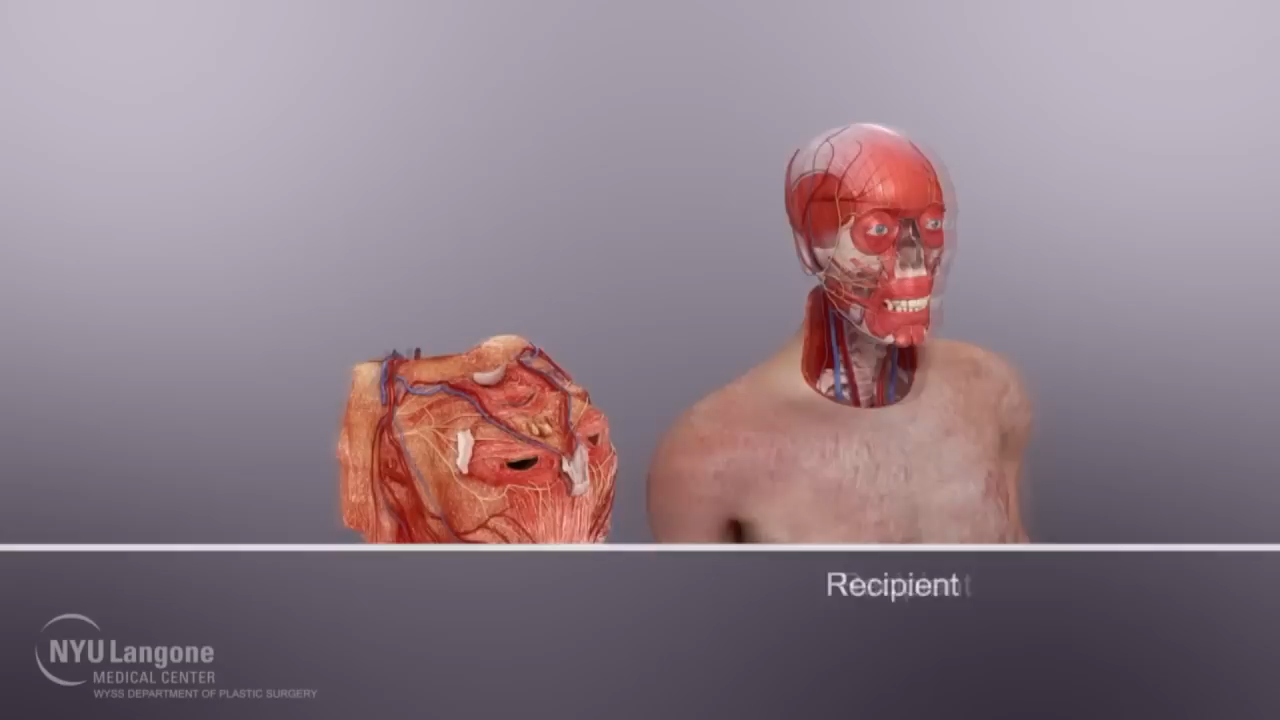 Recipient
NYU Langone
MEDICAL CENTER
WYSS DEPARTMENT OF PLASTIC SURGERY